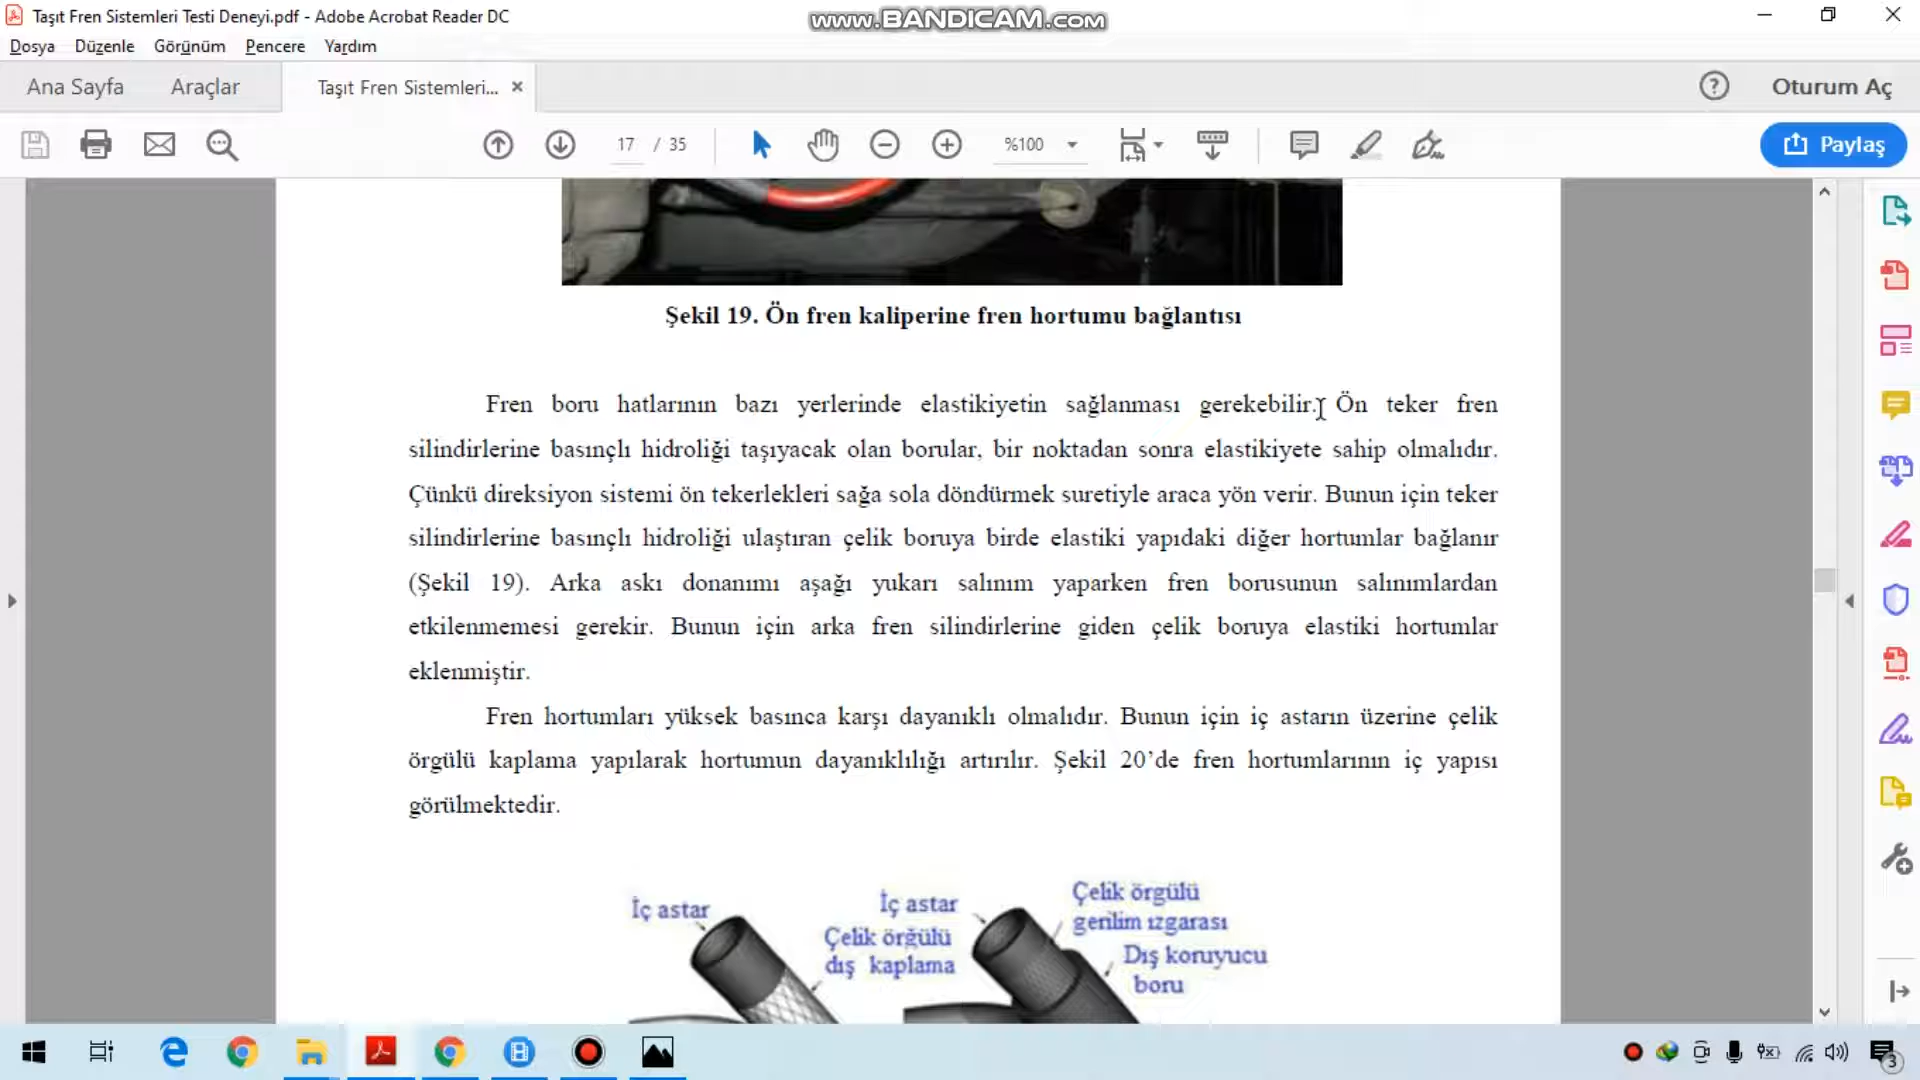 Taşıt Fren Sistemleri Testi Deneyi.pdf - Adobe Acrobat Reader DC
www.BANDICAM.com
Dosya Düzenle Görünüm Pencere Yardım
Ana Sayfa Araçlar Taşıt Fren Sistemleri... Oturum Aç
17 / 35 %100 Paylaş
Şekil 19. Ön fren kaliperine fren hortumu bağlantısı
Fren boru hatlarının bazı yerlerinde elastikiyetin sağlanması gerekebilir. Ön teker fren
silindirlerine basınçlı hidroliği taşıyacak olan borular, bir noktadan sonra elastikiyete sahip olmalıdır.
Çünkü direksiyon sistemi ön tekerlekleri sağa sola döndürmek suretiyle araca yön verir. Bunun için teker
silindirlerine basınçlı hidroliği ulaştıran çelik boruya birde elastiki yapıdaki diğer hortumlar bağlanır
(Şekil 19). Arka askı donanımı aşağı yukarı salınım yaparken fren borusunun salınımlardan
etkilenmemesi gerekir. Bunun için arka fren silindirlerine giden çelik boruya elastiki hortumlar
eklenmiştir.
Fren hortumları yüksek basınca karşı dayanıklı olmalıdır. Bunun için iç astarın üzerine çelik
örgülü kaplama yapılarak hortumun dayanıklılığı artırılır. Şekil 20’de fren hortumlarının iç yapısı
görülmektedir.
İç astar
Çelik örğülü
dış kaplama
İç astar
Çelik örgülü
gerilim ızgarası
Dış koruyucu
boru
3